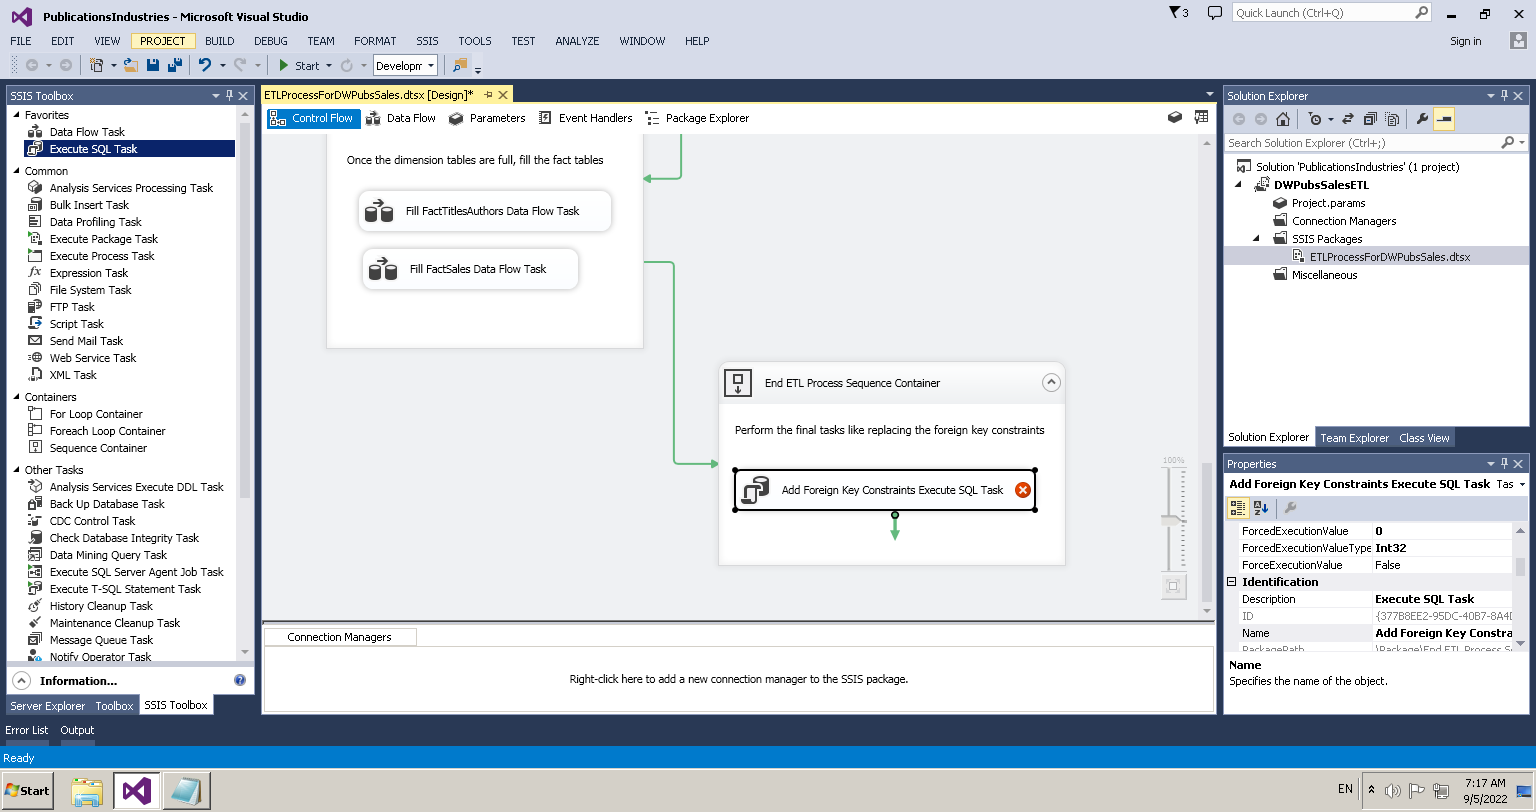 PublicationsIndustries - Microsoft Visual Studio
3
Quick Launch (Ctrl+Q)
FILE EDIT VIEW PROJECT BUILD DEBUG TEAM FORMAT SSIS TOOLS TEST ANALYZE WINDOW HELP
Sign in
Start
Developm
SSIS Toolbox
Favorites
Data Flow Task
Execute SQL Task
Common
Analysis Services Processing Task
Bulk Insert Task
Data Profiling Task
Execute Package Task
Execute Process Task
Expression Task
File System Task
FTP Task
Script Task
Send Mail Task
Web Service Task
XML Task
Containers
For Loop Container
Foreach Loop Container
Sequence Container
Other Tasks
Analysis Services Execute DDL Task
Back Up Database Task
CDC Control Task
Check Database Integrity Task
Data Mining Query Task
Execute SQL Server Agent Job Task
Execute T-SQL Statement Task
History Cleanup Task
Maintenance Cleanup Task
Message Queue Task
Notify Operator Task
Information...
Server Explorer Toolbox SSIS Toolbox
ETLProcessForDWPubsSales.dtsx [Design]*
Control Flow Data Flow Parameters Event Handlers Package Explorer
Once the dimension tables are full, fill the fact tables
Fill FactTitlesAuthors Data Flow Task
Fill FactSales Data Flow Task
End ETL Process Sequence Container
Perform the final tasks like replacing the foreign key constraints
Add Foreign Key Constraints Execute SQL Task
100%
Connection Managers
Right-click here to add a new connection manager to the SSIS package.
Solution Explorer
Search Solution Explorer (Ctrl+;)
Solution 'PublicationsIndustries' (1 project)
DWPubsSalesETL
Project.params
Connection Managers
SSIS Packages
ETLProcessForDWPubsSales.dtsx
Miscellaneous
Solution Explorer Team Explorer Class View
Properties
Add Foreign Key Constraints Execute SQL Task Tas
ForcedExecutionValue 0
ForcedExecutionValueType Int32
ForceExecutionValue False
Identification
Description Execute SQL Task
ID {377B8EE2-95DC-40B7-8A4D
Name Add Foreign Key Constra
PackagePath \Package\End ETL Process S
Name
Specifies the name of the object.
Error List Output
Ready
Start
EN
7:17 AM
9/5/2022